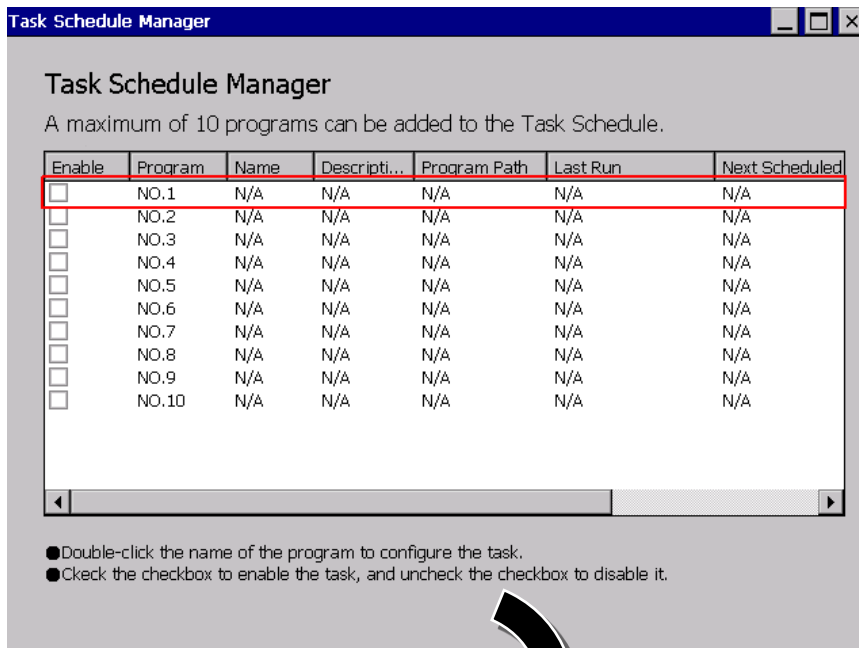 Task Schedule Manager
Task Schedule Manager
A maximum of 10 programs can be added to the Task Schedule.
Enable Program Name Descripti... Program Path Last Run Next Scheduled
NO.1 N/A N/A N/A N/A N/A
NO.2 N/A N/A N/A N/A N/A
NO.3 N/A N/A N/A N/A N/A
NO.4 N/A N/A N/A N/A N/A
NO.5 N/A N/A N/A N/A N/A
NO.6 N/A N/A N/A N/A N/A
NO.7 N/A N/A N/A N/A N/A
NO.8 N/A N/A N/A N/A N/A
NO.9 N/A N/A N/A N/A N/A
NO.10 N/A N/A N/A N/A N/A
●Double-click the name of the program to configure the task.
●Ckeck the checkbox to enable the task, and uncheck the checkbox to disable it.